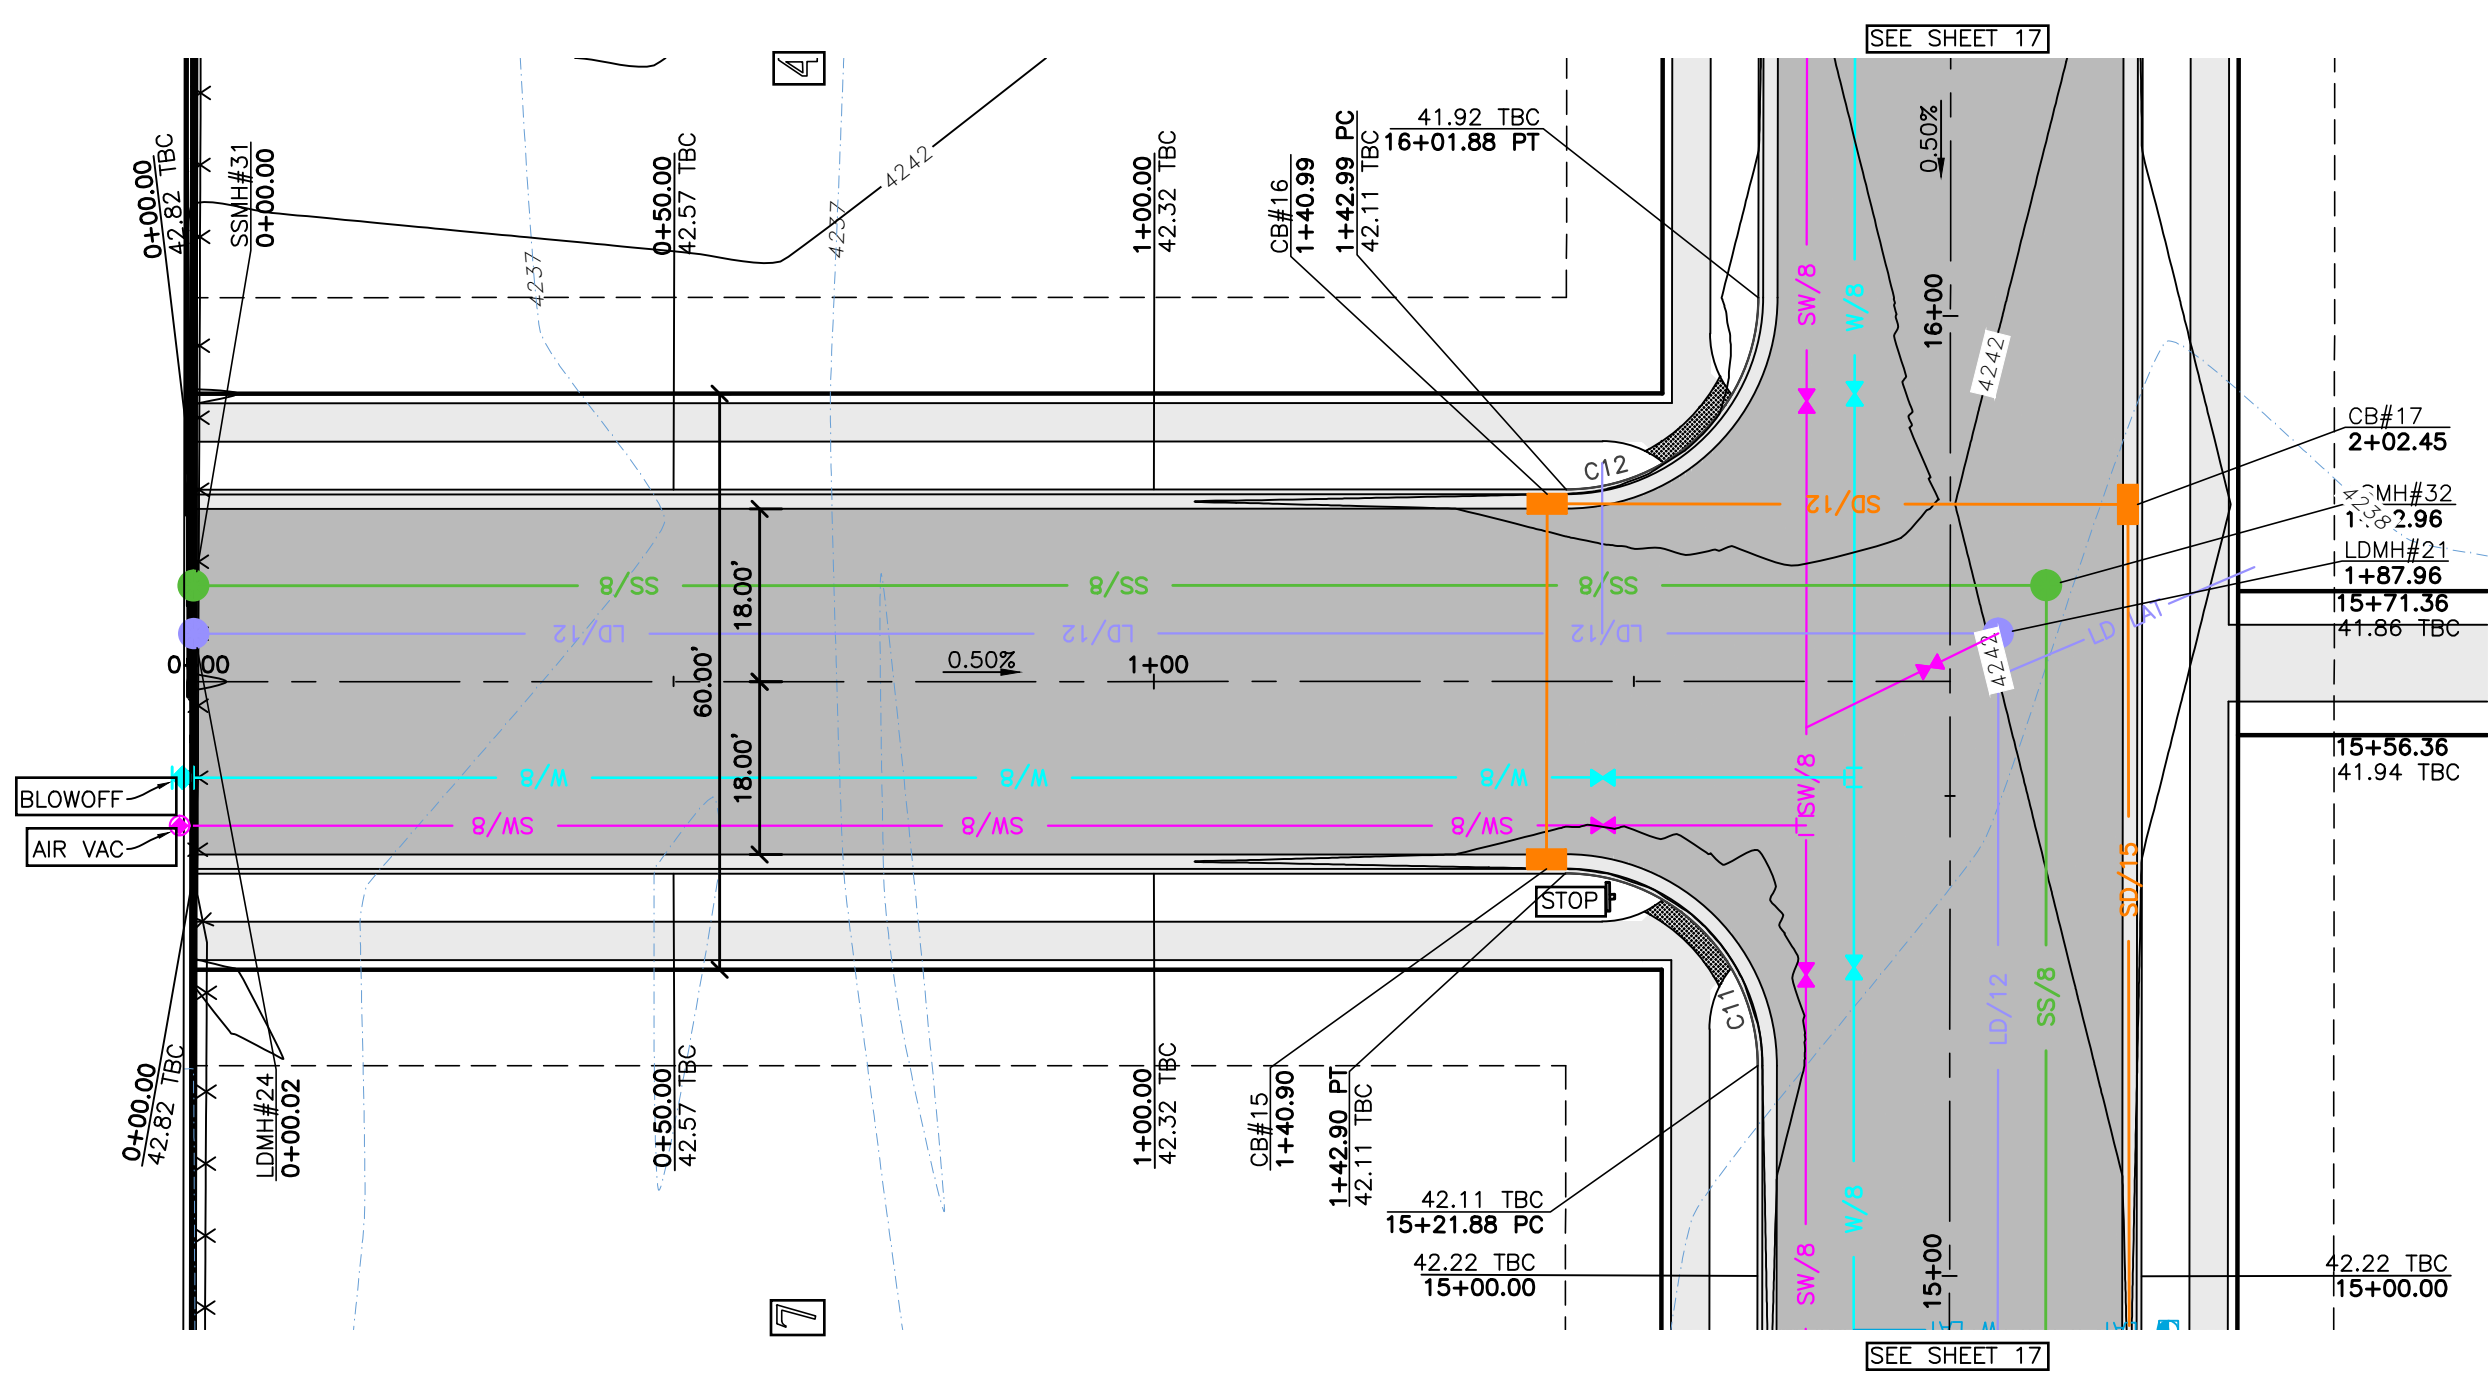 SEE SHEET 17
4
0+00.00
42.82 TBC
SSMH#31
0+00.00
0+50.00
42.57 TBC
4242
4237
4237
1+00.00
42.32 TBC
CB#16
1+40.99
1+42.99 PC
42.11 TBC
41.92 TBC
16+01.88 PT
0.50%
SW/8
W/8
16+00
4242
CB#17
2+02.45
MH#32
2.96
4238
LDMH#21
1+87.96
15+71.36
41.86 TBC
15+56.36
41.94 TBC
C12
SD/12
SS/8
SS/8
SS/8
LD/12
LD/12
LD/12
LD LAT
4242
18.00'
60.00'
18.00'
0+00
0.50%
1+00
W/8
W/8
W/8
SW/8
SW/8
SW/8
SW/8
BLOWOFF
AIR VAC
STOP
C11
SD/15
LD/12
SS/8
0+00.00
42.82 TBC
LDMH#24
0+00.02
0+50.00
42.57 TBC
1+00.00
42.32 TBC
CB#15
1+40.90
1+42.90 PT
42.11 TBC
42.11 TBC
15+21.88 PC
42.22 TBC
15+00.00
SW/8
W/8
15+00
42.22 TBC
15+00.00
7
SEE SHEET 17